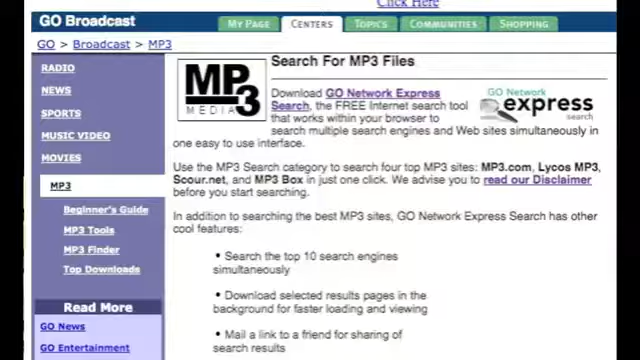 Click Here
GO Broadcast
MY PAGE
CENTERS
TOPICS
COMMUNITIES
SHOPPING
GO > Broadcast > MP3
RADIO
NEWS
SPORTS
MUSIC VIDEO
MOVIES
MP3
Beginner's Guide
MP3 Tools
MP3 Finder
Top Downloads
Read More
GO News
GO Entertainment
MP3
MEDIA
Search For MP3 Files
GO Network
express
search
Download GO Network Express
Search, the FREE Internet search tool
that works within your browser to
search multiple search engines and Web sites simultaneously in
one easy to use interface.
Use the MP3 Search category to search four top MP3 sites: MP3.com, Lycos MP3,
Scour.net, and MP3 Box in just one click. We advise you to read our Disclaimer
before you start searching.
In addition to searching the best MP3 sites, GO Network Express Search has other
cool features:
• Search the top 10 search engines
simultaneously
• Download selected results pages in the
background for faster loading and viewing
• Mail a link to a friend for sharing of
search results